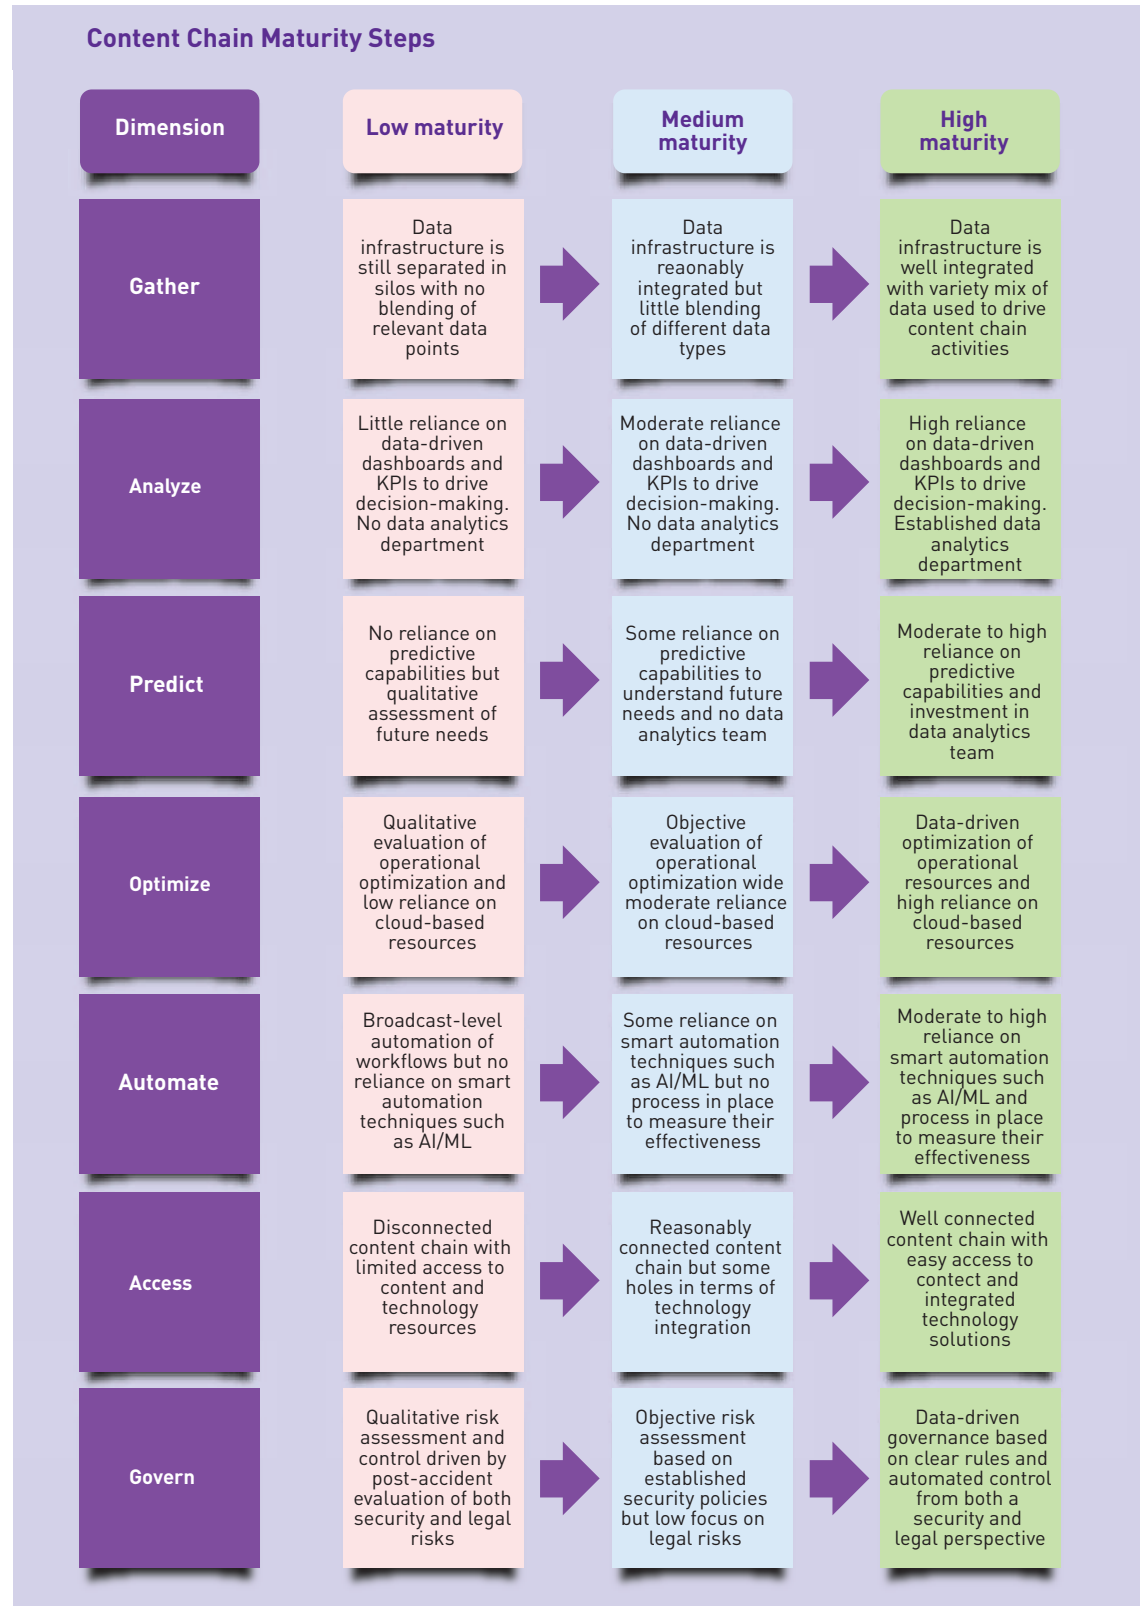 Content Chain Maturity Steps
Dimension
Low maturity
Medium
maturity
High
maturity
Gather
Data
infrastructure is
still separated in
silos with no
blending of
relevant data
points
Data
infrastructure is
reaonably
integrated but
little blending
of different data
types
Data
infrastructure is
well integrated
with variety mix of
data used to drive
content chain
activities
Analyze
Little reliance on
data-driven
dashboards and
KPIs to drive
decision-making.
No data analytics
department
Moderate reliance
on data-driven
dashboards and
KPIs to drive
decision-making.
No data analytics
department
High reliance
on data-driven
dashboards and
KPIs to drive
decision-making.
Established data
analytics
department
Predict
No reliance on
predictive
capabilities but
qualitative
assessment of
future needs
Some reliance on
predictive
capabilities to
understand future
needs and no data
analytics team
Moderate to high
reliance on
predictive
capabilities and
investment in
data analytics
team
Optimize
Qualitative
evaluation of
operational
optimization and
low reliance on
cloud-based
resources
Objective
evaluation of
operational
optimization wide
moderate reliance
on cloud-based
resources
Data-driven
optimization of
operational
resources and
high reliance on
cloud-based
resources
Automate
Broadcast-level
automation of
workflows but no
reliance on smart
automation
techniques such
as AI/ML
Some reliance on
smart automation
techniques such
as AI/ML but no
process in place
to measure their
effectiveness
Moderate to high
reliance on
smart automation
techniques such
as AI/ML and
process in place
to measure their
effectiveness
Access
Disconnected
content chain with
limited access to
content and
technology
resources
Reasonably
connected content
chain but some
holes in terms of
technology
integration
Well connected
content chain with
easy access to
contect and
integrated
technology
solutions
Govern
Qualitative risk
assessment and
control driven by
post-accident
evaluation of both
security and legal
risks
Objective risk
assessment
based on
established
security policies
but low focus on
legal risks
Data-driven
governance based
on clear rules and
automated control
from both a
security and
legal perspective